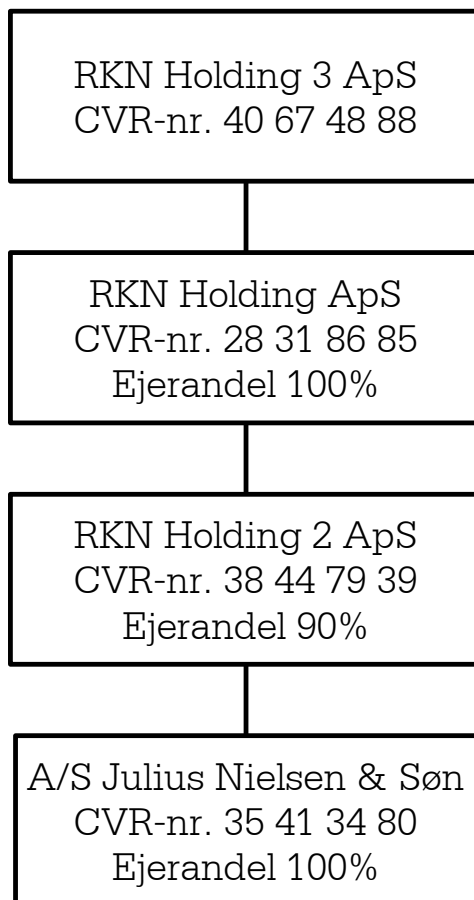 RKN Holding 3 ApS
CVR-nr. 40 67 48 88
RKN Holding ApS
CVR-nr. 28 31 86 85
Ejerandel 100%
RKN Holding 2 ApS
CVR-nr. 38 44 79 39
Ejerandel 90%
A/S Julius Nielsen & Søn
CVR-nr. 35 41 34 80
Ejerandel 100%